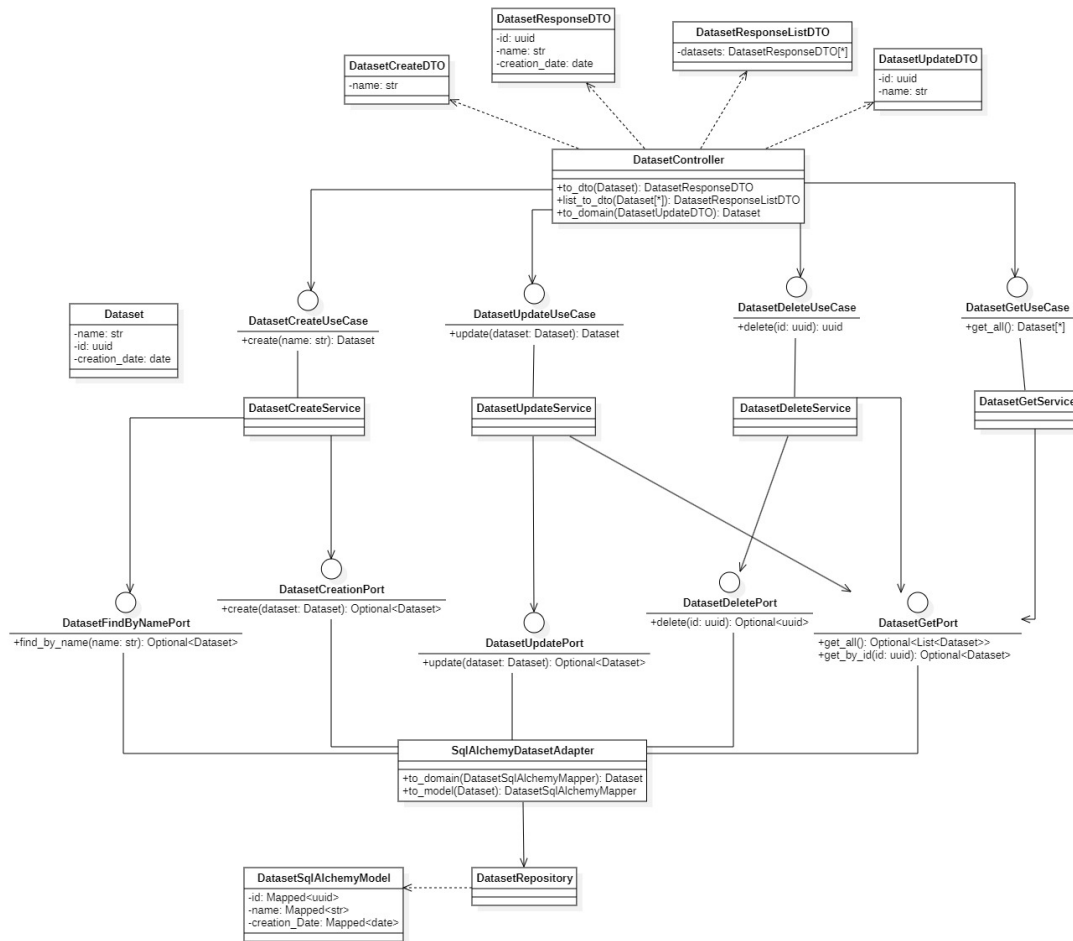 DatasetResponseDTO
-id: uuid
-name: str
-creation_date: date
DatasetResponseListDTO
-datasets: DatasetResponseDTO[*]
DatasetCreateDTO
-name: str
DatasetUpdateDTO
-id: uuid
-name: str
DatasetController
+to_dto(Dataset): DatasetResponseDTO
+list_to_dto(Dataset[*]): DatasetResponseListDTO
+to_domain(DatasetUpdateDTO): Dataset
Dataset
-name: str
-id: uuid
-creation_date: date
DatasetCreateUseCase
+create(name: str): Dataset
DatasetUpdateUseCase
+update(dataset: Dataset): Dataset
DatasetDeleteUseCase
+delete(id: uuid): uuid
DatasetGetUseCase
+get_all(): Dataset[*]
DatasetCreateService
DatasetUpdateService
DatasetDeleteService
DatasetGetService
DatasetFindByNamePort
+find_by_name(name: str): Optional<Dataset>
DatasetCreationPort
+create(dataset: Dataset): Optional<Dataset>
DatasetUpdatePort
+update(dataset: Dataset): Optional<Dataset>
DatasetDeletePort
+delete(id: uuid): Optional<uuid>
DatasetGetPort
+get_all(): Optional<List<Dataset>>
+get_by_id(id: uuid): Optional<Dataset>
SqlAlchemyDatasetAdapter
+to_domain(DatasetSqlAlchemyMapper): Dataset
+to_model(Dataset): DatasetSqlAlchemyMapper
DatasetSqlAlchemyModel
-id: Mapped<uuid>
-name: Mapped<str>
-creation_Date: Mapped<date>
DatasetRepository